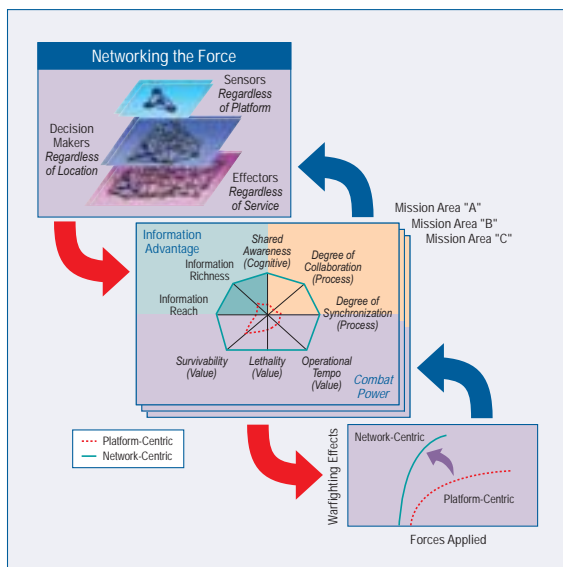 Networking the Force
Sensors
Regardless
of Platform
Decision
Makers
Regardless
of Location
Effectors
Regardless
of Service
Mission Area "A"
Mission Area "B"
Mission Area "C"
Information
Advantage
Shared
Awareness
(Cognitive)
Information
Richness
Degree of
Collaboration
(Process)
Information
Reach
Degree of
Synchronization
(Process)
Survivability
(Value)
Lethality
(Value)
Operational
Tempo
(Value)
Combat
Power
Platform-Centric
Network-Centric
Warfighting Effects
Network-Centric
Platform-Centric
Forces Applied